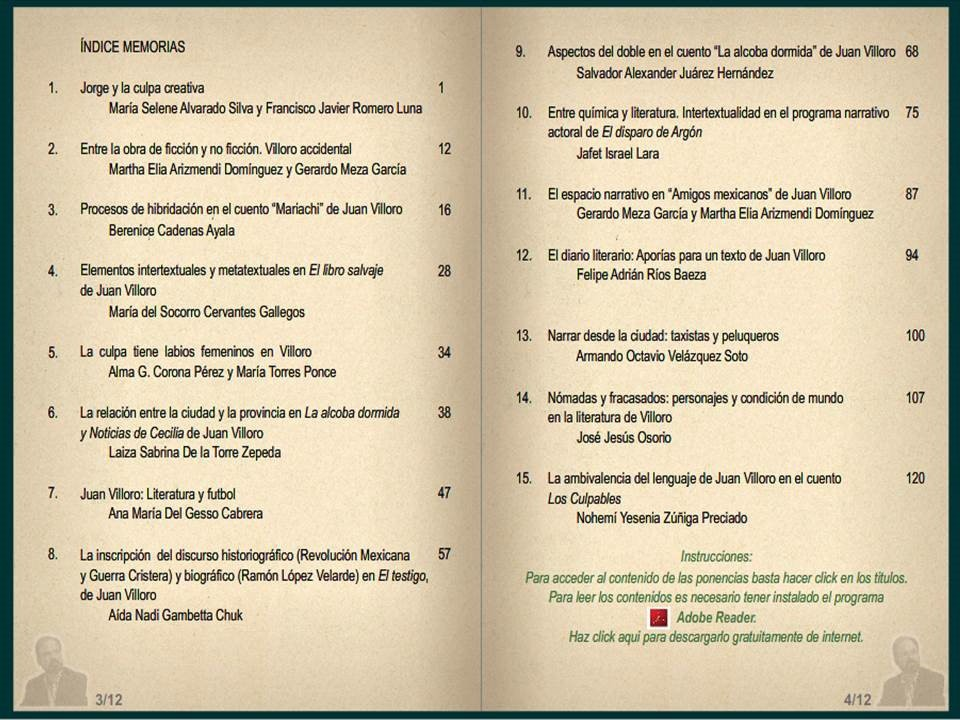 ÍNDICE MEMORIAS
1. Jorge y la culpa creativa 1
María Selene Alvarado Silva y Francisco Javier Romero Luna
2. Entre la obra de ficción y no ficción. Villoro accidental 12
Martha Elia Arizmendi Domínguez y Gerardo Meza García
3. Procesos de hibridación en el cuento “Mariachi” de Juan Villoro 16
Berenice Cadenas Ayala
4. Elementos intertextuales y metatextuales en El libro salvaje 28
de Juan Villoro
María del Socorro Cervantes Gallegos
5. La culpa tiene labios femeninos en Villoro 34
Alma G. Corona Pérez y María Torres Ponce
6. La relación entre la ciudad y la provincia en La alcoba dormida 38
y Noticias de Cecilia de Juan Villoro
Laiza Sabrina De la Torre Zepeda
7. Juan Villoro: Literatura y futbol 47
Ana María Del Gesso Cabrera
8. La inscripción del discurso historiográfico (Revolución Mexicana 57
y Guerra Cristera) y biográfico (Ramón López Velarde) en El testigo,
de Juan Villoro
Aída Nadi Gambetta Chuk
3/12
9. Aspectos del doble en el cuento “La alcoba dormida” de Juan Villoro 68
Salvador Alexander Juárez Hernández
10. Entre química y literatura. Intertextualidad en el programa narrativo 75
actoral de El disparo de Argón
Jafet Israel Lara
11. El espacio narrativo en “Amigos mexicanos” de Juan Villoro 87
Gerardo Meza García y Martha Elia Arizmendi Domínguez
12. El diario literario: Aporías para un texto de Juan Villoro 94
Felipe Adrián Ríos Baeza
13. Narrar desde la ciudad: taxistas y peluqueros 100
Armando Octavio Velázquez Soto
14. Nómadas y fracasados: personajes y condición de mundo 107
en la literatura de Villoro
José Jesús Osorio
15. La ambivalencia del lenguaje de Juan Villoro en el cuento 120
Los Culpables
Nohemí Yesenia Zúñiga Preciado
Instrucciones:
Para acceder al contenido de las ponencias basta hacer click en los titulos.
Para leer los contenidos es necesario tener instalado el programa
Adobe Reader.
Haz click aqui para descargarlo gratuitamente de internet.
4/12